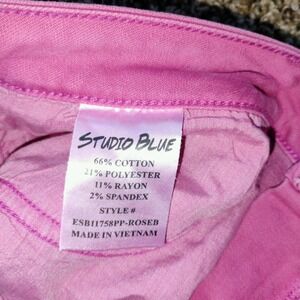 STUDIO BLUE
66% COTTON
21% POLYESTER
11% RAYON
2% SPANDEX
STYLE #
ESB11758PP-ROSEB
MADE IN VIETNAM